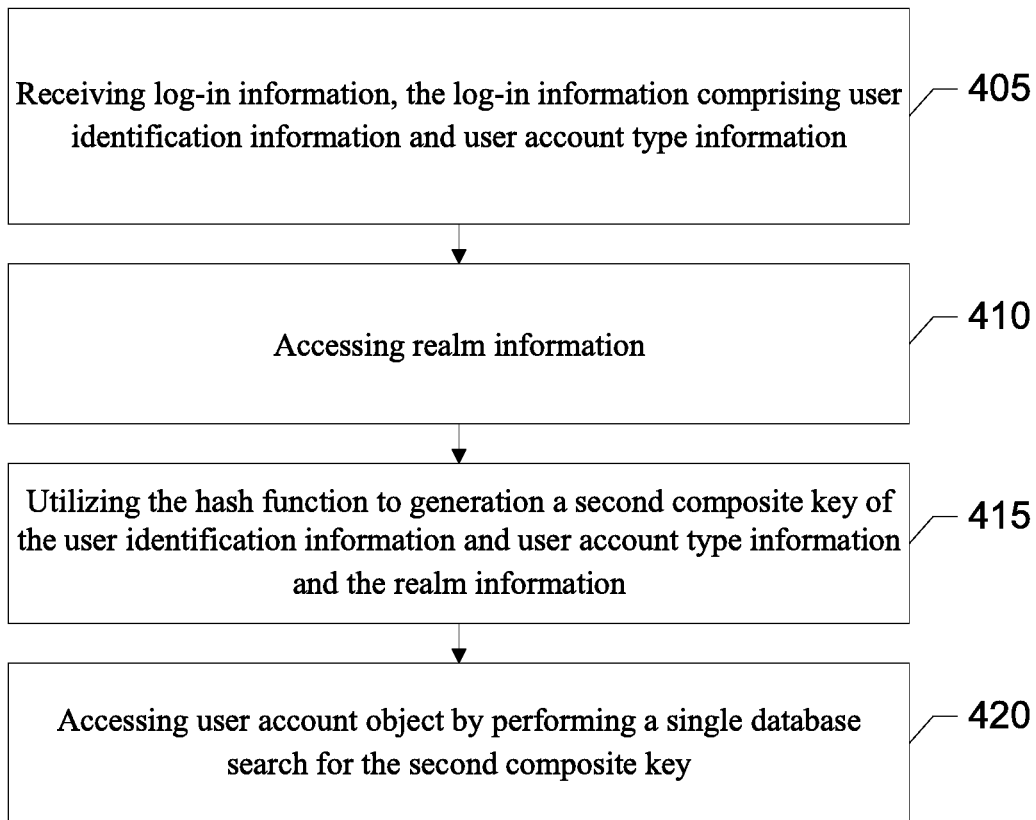 Receiving log-in information, the log-in information comprising user
identification information and user account type information
405
Accessing realm information
410
Utilizing the hash function to generation a second composite key of
the user identification information and user account type information
and the realm information
415
Accessing user account object by performing a single database
search for the second composite key
420